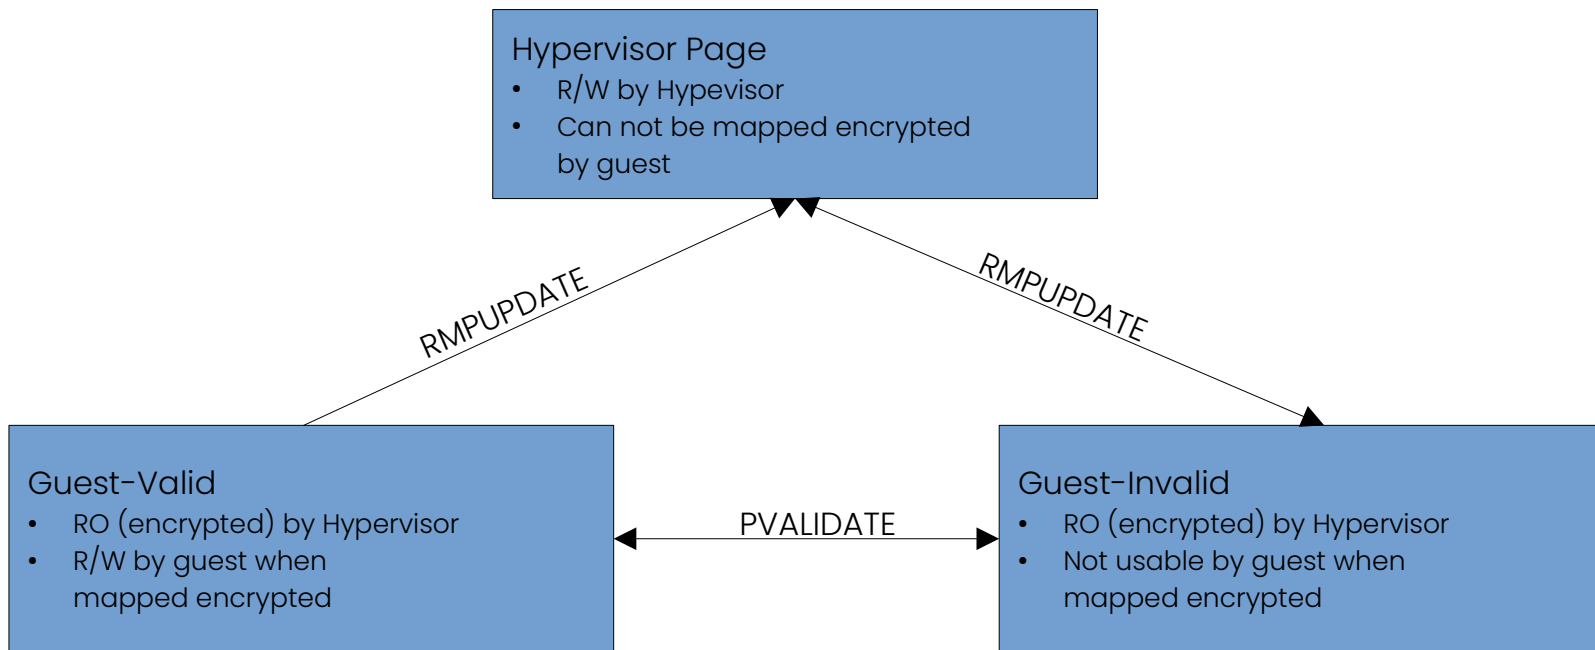 Hypervisor Page
• R/W by Hypevisor
• Can not be mapped encrypted
by guest
RMPUPDATE
RMPUPDATE
Guest-Valid
• RO (encrypted) by Hypervisor
• R/W by guest when
mapped encrypted
PVALIDATE
Guest-Invalid
• RO (encrypted) by Hypervisor
• Not usable by guest when
mapped encrypted